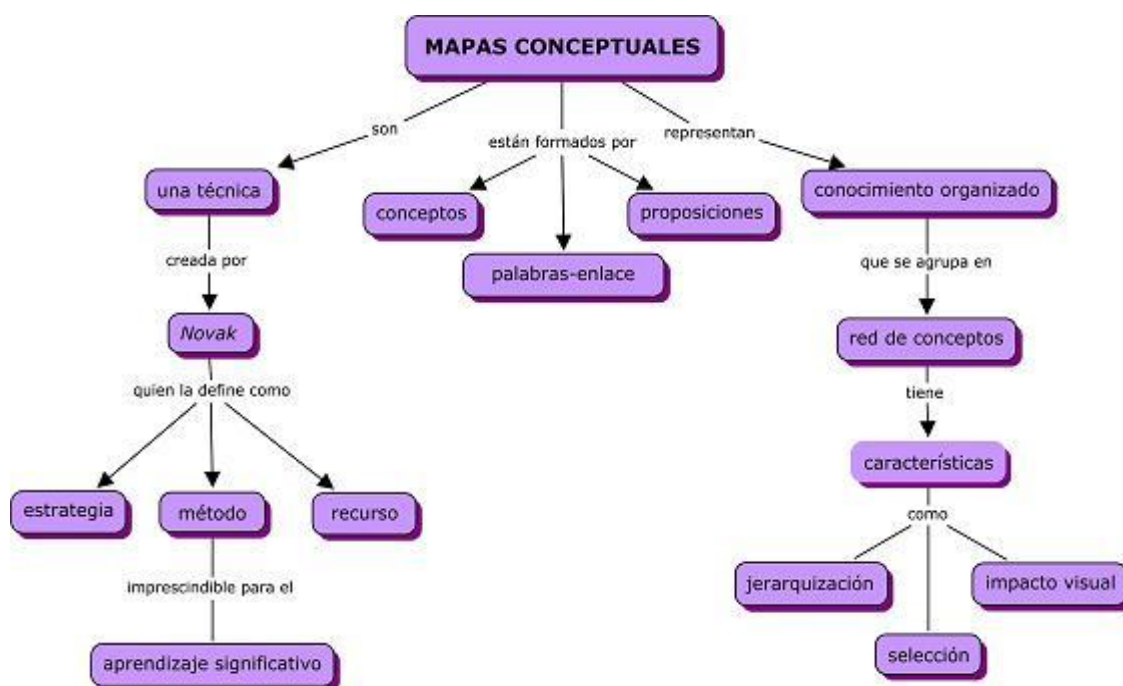 MAPAS CONCEPTUALES
son
están formados por
representan
una técnica
conceptos
proposiciones
conocimiento organizado
palabras-enlace
creada por
que se agrupa en
Novak
red de conceptos
quien la define como
tiene
características
estrategia
método
recurso
como
imprescindible para el
jerarquización
impacto visual
aprendizaje significativo
selección